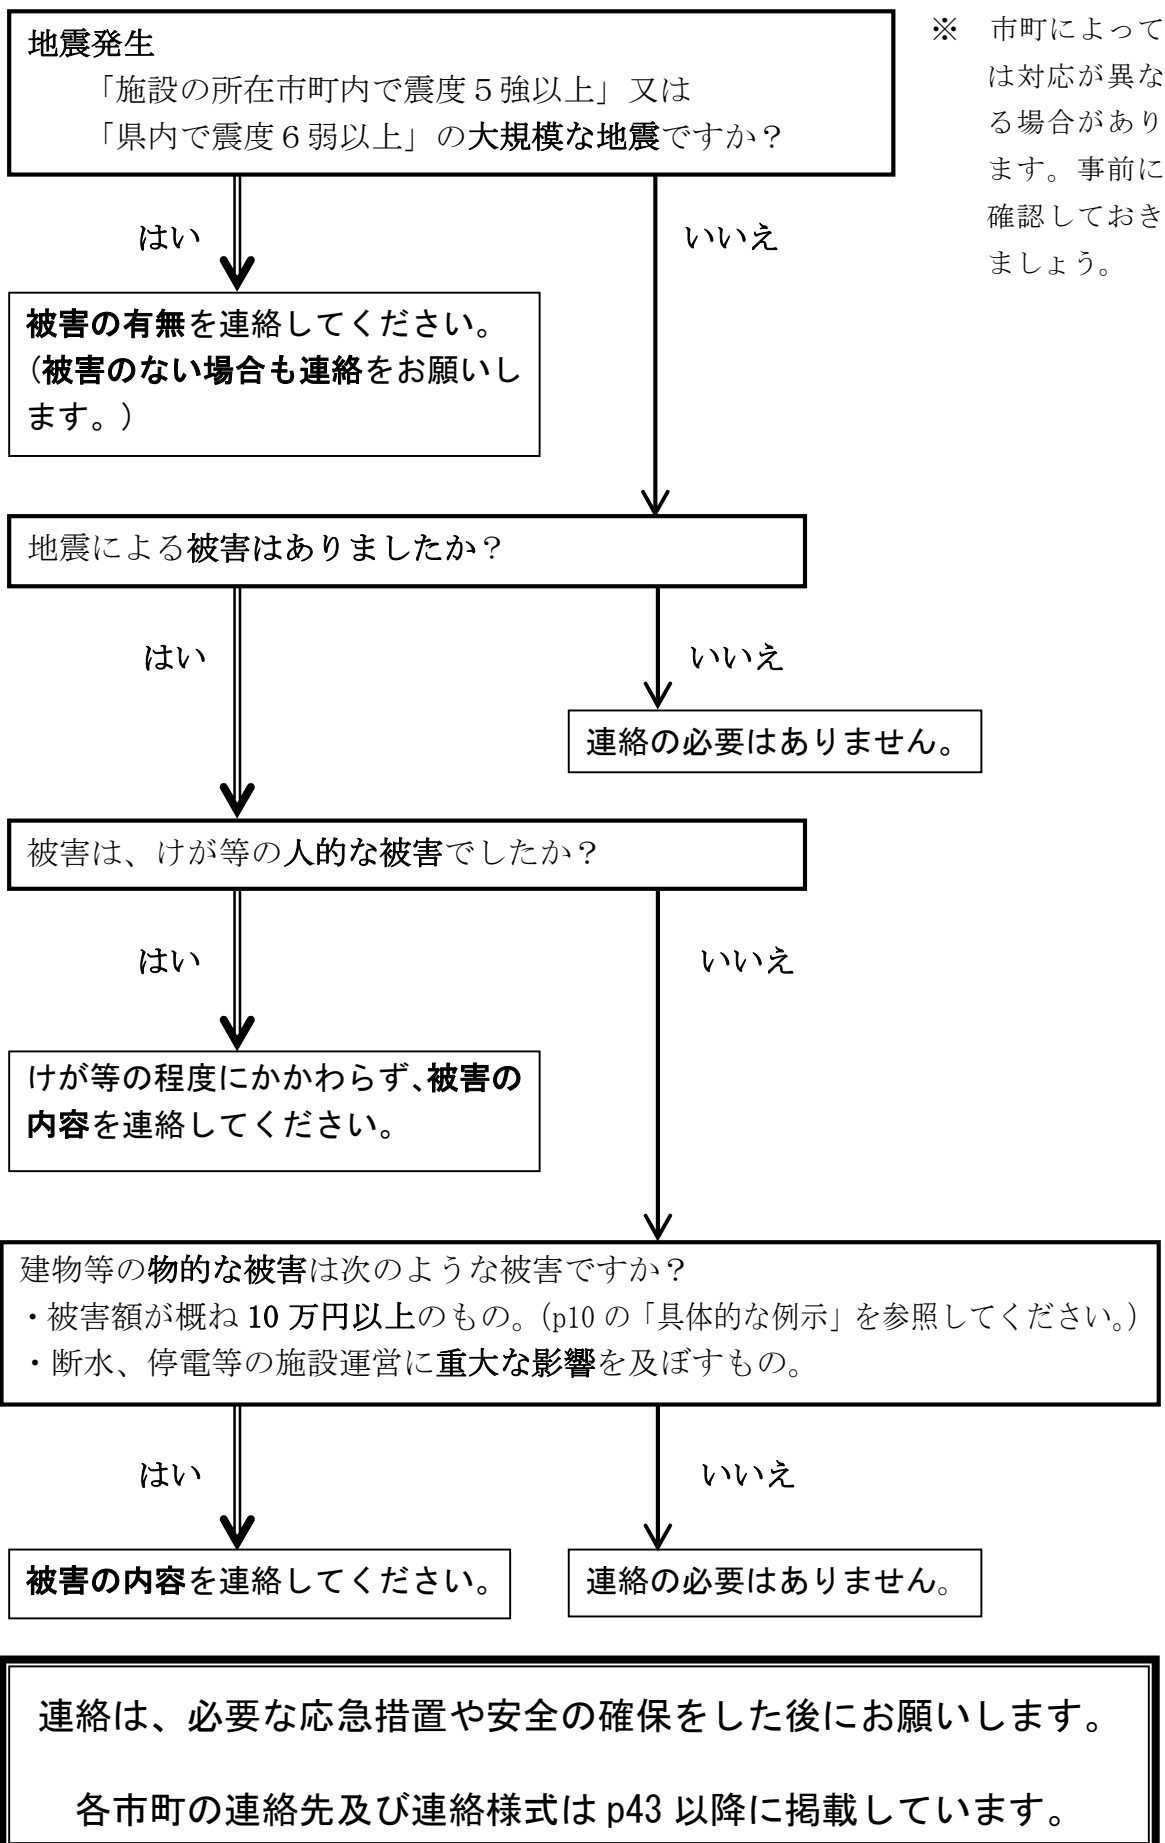 地震発生
「施設の所在市町内で震度５強以上」又は
「県内で震度６弱以上」の大規模な地震ですか？
※　市町によって
は対応が異な
る場合があり
ます。事前に
確認しておき
ましょう。
はい
いいえ
被害の有無を連絡してください。
（被害のない場合も連絡をお願いし
ます。）
地震による被害はありましたか？
はい
いいえ
連絡の必要はありません。
被害は、けが等の人的な被害でしたか？
はい
いいえ
けが等の程度にかかわらず、被害の
内容を連絡してください。
建物等の物的な被害は次のような被害ですか？
・被害額が概ね 10 万円以上のもの。（p10 の「具体的な例示」を参照してください。）
・断水、停電等の施設運営に重大な影響を及ぼすもの。
はい
いいえ
被害の内容を連絡してください。
連絡の必要はありません。
連絡は、必要な応急措置や安全の確保をした後にお願いします。
各市町の連絡先及び連絡様式は p43 以降に掲載しています。